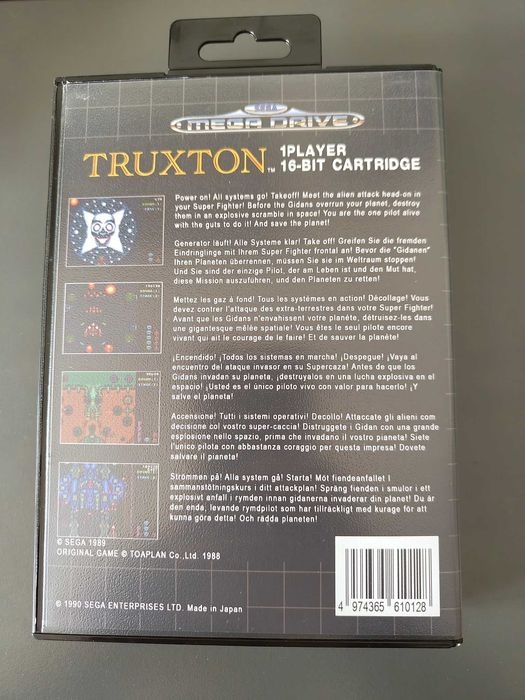 SEGA
MEGA DRIVE
TRUXTON™
1PLAYER
16-BIT CARTRIDGE
Power on! All systems go! Takeoff! Meet the alien attack head-on in
your Super Fighter! Before the Gidans overrun your planet, destroy
them in an explosive scramble in space! You are the one pilot alive
with the guts to do it! And save the planet!
Generator läuft! Alle Systeme klar! Take off! Greifen Sie die fremden
Eindringlinge mit Ihrem Super Fighter frontal an! Bevor die "Gidanen"
Ihren Planeten überrennen, müssen Sie sie im Weltraum stoppen!
Und Sie sind der einzige Pilot, der am Leben ist und den Mut hat,
diese Mission auszuführen, und den Planeten zu retten!
Mettez les gaz à fond! Tous les systèmes en action! Décollage! Vous
devez contrer l'attaque des extra-terrestres dans votre Super Fighter!
Avant que les Gidans n'envahissent votre planète, détruisez-les dans
une gigantesque mêlée spatiale! Vous êtes le seul pilote encore
vivant qui ait le courage de le faire! Et de sauver la planète!
¡Encendido! ¡Todos los sistemas en marcha! ¡Despegue! ¡Vaya al
encuentro del ataque invasor en su Supercaza! Antes de que los
Gidans invadan su planeta, ¡destruyalos en una lucha explosiva en el
espacio! ¡Usted es el único piloto vivo con valor para hacerlo! ¡Y
salve el planeta!
Accensione! Tutti i sistemi operativi! Decollo! Attaccate gli alieni com
decisione col vostro super-caccia! Distruggete i Gidan con una grande
esplosione nello spazio, prima che invadano il vostro pianeta! Siete
l'unico pilota con abbastanza coraggio per questa impresa! Dovete
salvare il pianeta!
Strömmen på! Alla system gå! Starta! Möt fiendeanfallet i
sammanstötningskurs i ditt attackplan! Spräng fienden i smulor i ett
explosivt anfall i rymden innan gidanerna invaderar din planet! Du är
den enda, levande rymdpilot som har tillräckligt med kurage för att
kunna göra detta! Och rädda planeten!
© SEGA 1989
ORIGINAL GAME © TOAPLAN Co.,Ltd. 1988
© 1990 SEGA ENTERPRISES LTD. Made in Japan
4 974365 610128